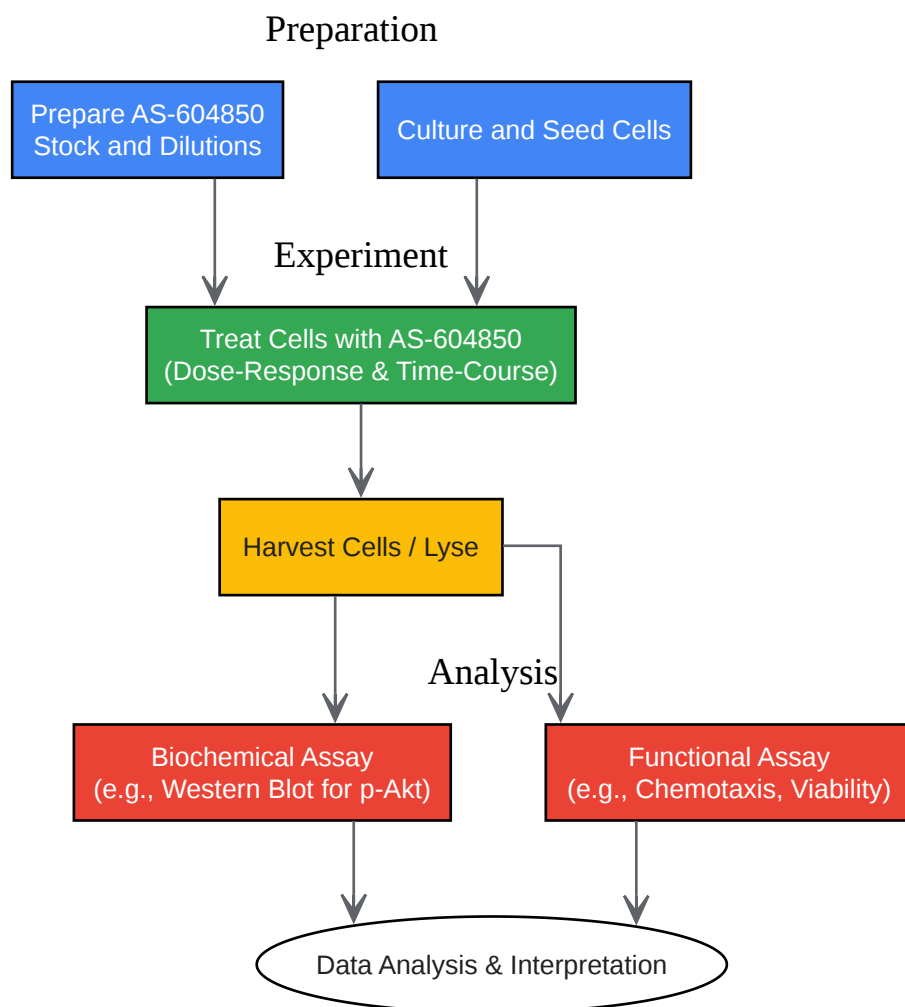 Preparation
Prepare AS-604850
Stock and Dilutions
Culture and Seed Cells
Experiment
Treat Cells with AS-604850
(Dose-Response & Time-Course)
Harvest Cells / Lyse
Analysis
Biochemical Assay
(e.g., Western Blot for p-Akt)
Functional Assay
(e.g., Chemotaxis, Viability)
Data Analysis & Interpretation